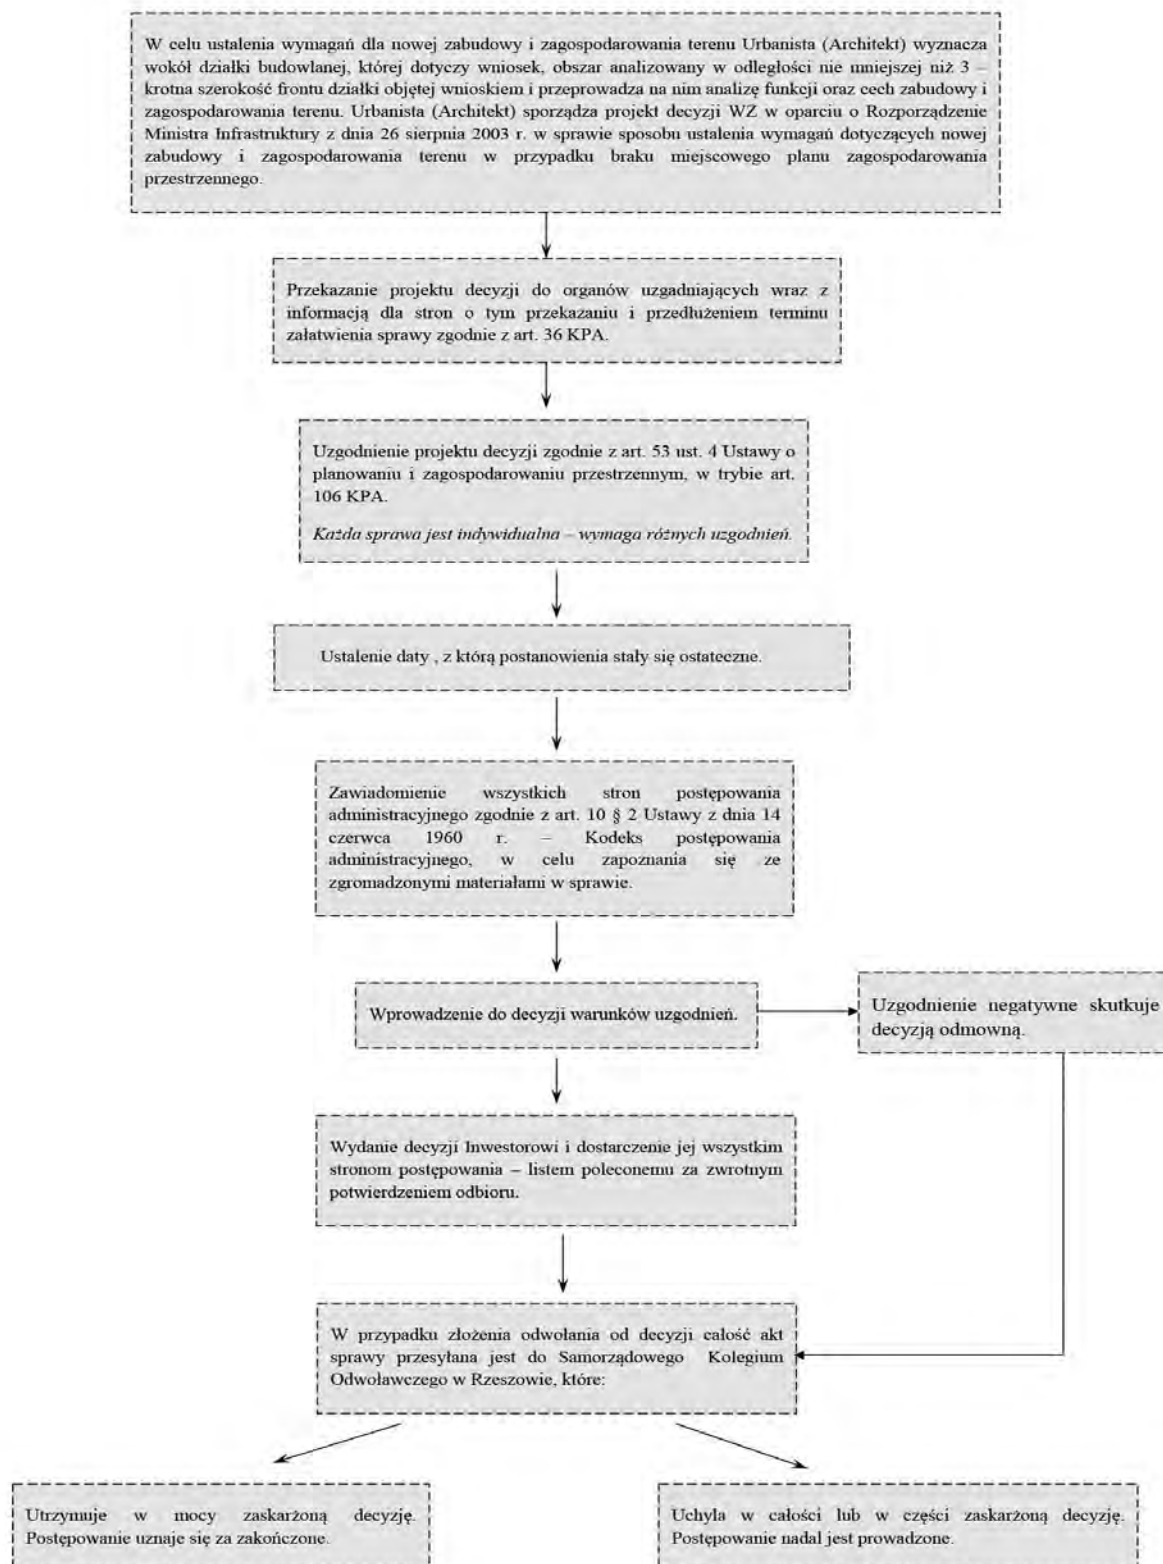 W celu ustalenia wymagań dla nowej zabudowy i zagospodarowania terenu Urbanista (Architekt) wyznacza
wokół działki budowlanej, której dotyczy wniosek, obszar analizowany w odległości nie mniejszej niż 3 –
krotna szerokość frontu działki objętej wnioskiem i przeprowadza na nim analizę funkcji oraz cech zabudowy i
zagospodarowania terenu. Urbanista (Architekt) sporządza projekt decyzji WZ w oparciu o Rozporządzenie
Ministra Infrastruktury z dnia 26 sierpnia 2003 r. w sprawie sposobu ustalenia wymagań dotyczących nowej
zabudowy i zagospodarowania terenu w przypadku braku miejscowego planu zagospodarowania
przestrzennego.
Przekazanie projektu decyzji do organów uzgadniających wraz z
informacją dla stron o tym przekazaniu i przedłużeniem terminu
załatwienia sprawy zgodnie z art. 36 KPA.
Uzgodnienie projektu decyzji zgodnie z art. 53 ust. 4 Ustawy o
planowaniu i zagospodarowaniu przestrzennym, w trybie art.
106 KPA.
Każda sprawa jest indywidualna – wymaga różnych uzgodnień.
Ustalenie daty , z którą postanowienia stały się ostateczne.
Zawiadomienie wszystkich stron postępowania
administracyjnego zgodnie z art. 10 § 2 Ustawy z dnia 14
czerwca 1960 r. – Kodeks postępowania
administracyjnego, w celu zapoznania się ze
zgromadzonymi materiałami w sprawie.
Wprowadzenie do decyzji warunków uzgodnień.
Uzgodnienie negatywne skutkuje
decyzją odmowną.
Wydanie decyzji Inwestorowi i dostarczenie jej wszystkim
stronom postępowania – listem poleconemu za zwrotnym
potwierdzeniem odbioru.
W przypadku złożenia odwołania od decyzji całość akt
sprawy przesyłana jest do Samorządowego Kolegium
Odwoławczego w Rzeszowie, które:
Utrzymuje w mocy zaskarżoną decyzję.
Postępowanie uznaje się za zakończone.
Uchyla w całości lub w części zaskarżoną decyzję.
Postępowanie nadal jest prowadzone.